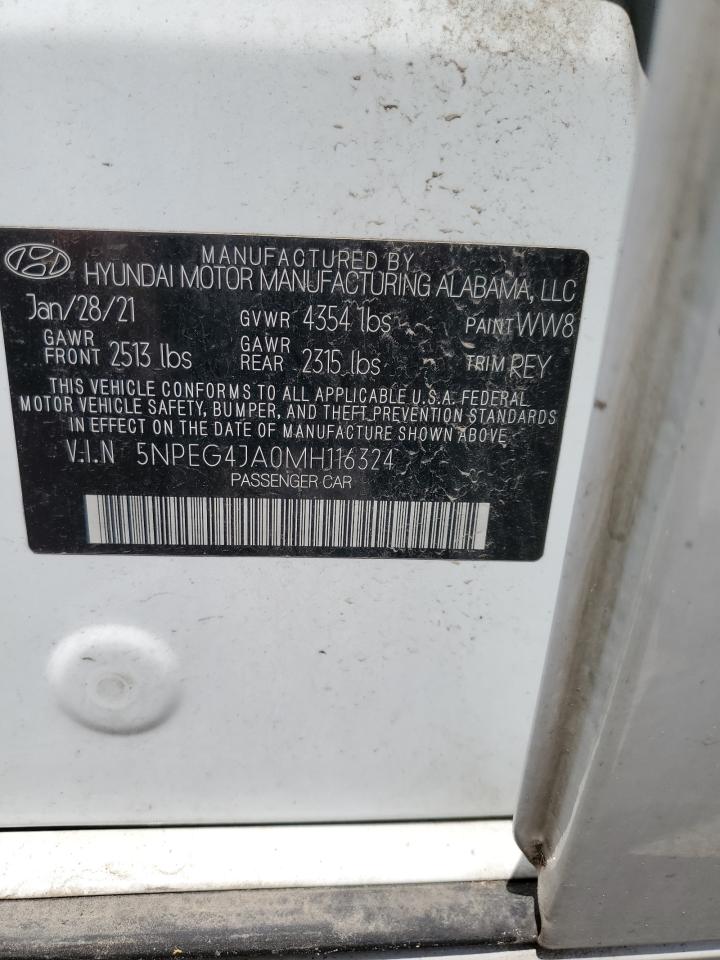 MANUFACTURED BY
HYUNDAI MOTOR MANUFACTURING ALABAMA, LLC
Jan/28/21 GVWR 4354 lbs PAINT WW8
GAWR FRONT 2513 lbs GAWR REAR 2315 lbs TRIM REY
THIS VEHICLE CONFORMS TO ALL APPLICABLE U.S.A. FEDERAL
MOTOR VEHICLE SAFETY, BUMPER, AND THEFT PREVENTION STANDARDS
IN EFFECT ON THE DATE OF MANUFACTURE SHOWN ABOVE.
V.I.N 5NPEG4JA0MH116324
PASSENGER CAR